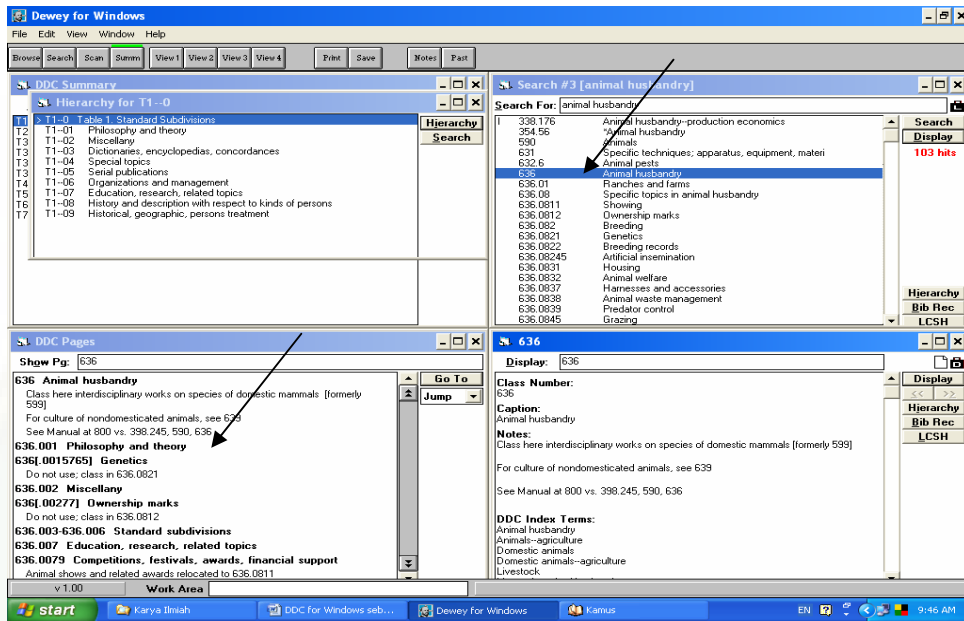 Dewey for Windows
File Edit View Window Help
Browse Search Scan Summ View 1 View 2 View 3 View 4 Print Save Notes Past
DDC Summary
Hierarchy for T1--0
T1
T2
T3
T3
T3
T3
T4
T5
T6
T7
> T1--0 Table 1. Standard Subdivisions
T1--01 Philosophy and theory
T1--02 Miscellany
T1--03 Dictionaries, encyclopedias, concordances
T1--04 Special topics
T1--05 Serial publications
T1--06 Organizations and management
T1--07 Education, research, related topics
T1--08 History and description with respect to kinds of persons
T1--09 Historical, geographic, persons treatment
Hierarchy
Search
Search #3 [animal husbandry]
Search For: animal husbandry
I 338.176 Animal husbandry--production economics
354.56 *Animal husbandry
590 Animals
631 Specific techniques; apparatus, equipment, materi
632.6 Animal pests
636 Animal husbandry
636.01 Ranches and farms
636.08 Specific topics in animal husbandry
636.0811 Showing
636.0812 Ownership marks
636.082 Breeding
636.0821 Genetics
636.0822 Breeding records
636.08245 Artificial insemination
636.0831 Housing
636.0832 Animal welfare
636.0837 Harnesses and accessories
636.0838 Animal waste management
636.0839 Predator control
636.0845 Grazing
Search
Display
103 hits
Hierarchy
Bib Rec
LCSH
DDC Pages
Show Pg: 636
636 Animal husbandry
Class here interdisciplinary works on species of domestic mammals [formerly
599]
For culture of nondomesticated animals, see 639
See Manual at 800 vs. 398.245, 590, 636
636.001 Philosophy and theory
636[.0015765] Genetics
Do not use; class in 636.0821
636.002 Miscellany
636[.00277] Ownership marks
Do not use; class in 636.0812
636.003-636.006 Standard subdivisions
636.007 Education, research, related topics
636.0079 Competitions, festivals, awards, financial support
Animal shows and related awards relocated to 636.0811
Go To
Jump
636
Display: 636
Class Number:
636
Caption:
Animal husbandry
Notes:
Class here interdisciplinary works on species of domestic mammals [formerly 599]
For culture of nondomesticated animals, see 639
See Manual at 800 vs. 398.245, 590, 636
DDC Index Terms:
Animal husbandry
Animals--agriculture
Domestic animals
Domestic animals--agriculture
Livestock
Display
<< >>
Hierarchy
Bib Rec
LCSH
v 1.00 Work Area
start Karya Ilmiah DDC for Windows seb... Dewey for Windows Kamus EN 9:46 AM